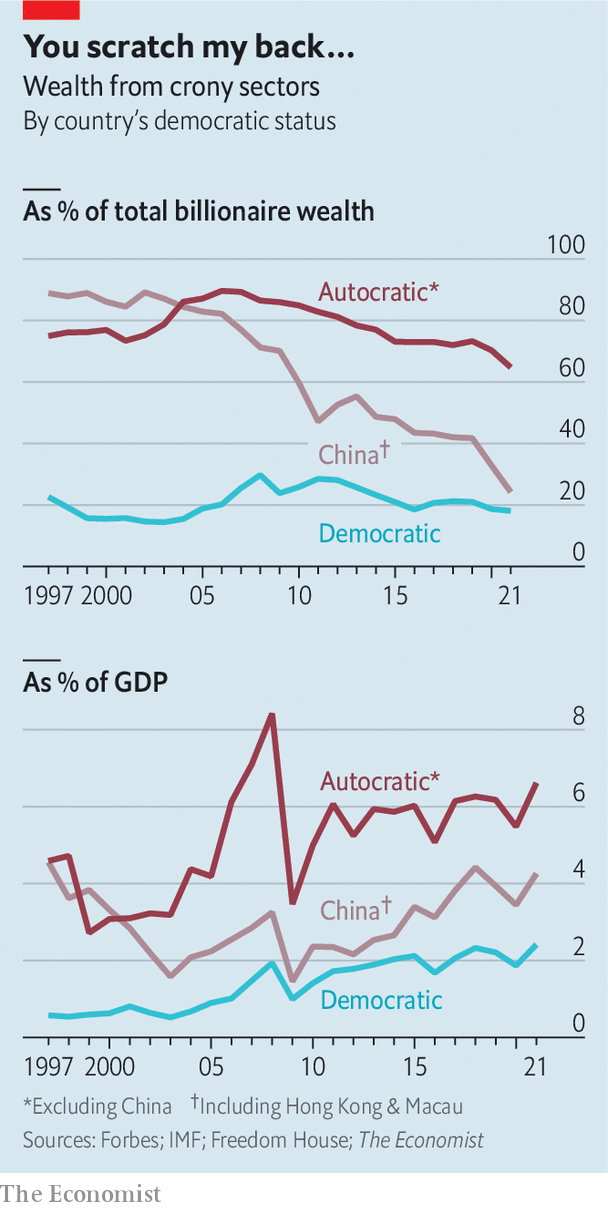 You scratch my back...
Wealth from crony sectors
By country's democratic status
As % of total billionaire wealth
100
Autocratic*
80
60
40
China†
20
Democratic
0
1997 2000 05 10 15 21
As % of GDP
8
Autocratic*
6
4
China†
2
Democratic
0
1997 2000 05 10 15 21
*Excluding China †Including Hong Kong & Macau
Sources: Forbes; IMF; Freedom House; The Economist
The Economist